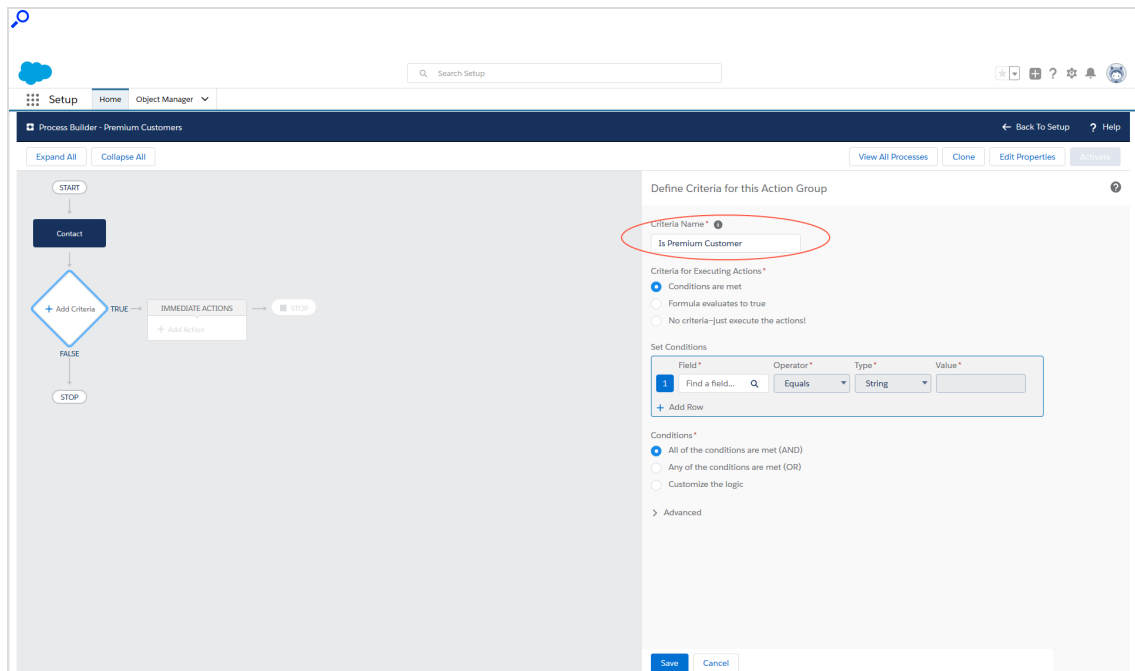 Search Setup
Setup Home Object Manager
Process Builder - Premium Customers
Back To Setup ? Help
Expand All Collapse All View All Processes Clone Edit Properties Activate
START
Contact
+ Add Criteria
TRUE
IMMEDIATE ACTIONS
+ Add Action
STOP
FALSE
STOP
Define Criteria for this Action Group
Criteria Name*
Is Premium Customer
Criteria for Executing Actions*
Conditions are met
Formula evaluates to true
No criteria—just execute the actions!
Set Conditions
Field* Operator* Type* Value*
1 Find a field... Equals String
+ Add Row
Conditions*
All of the conditions are met (AND)
Any of the conditions are met (OR)
Customize the logic
Advanced
Save Cancel